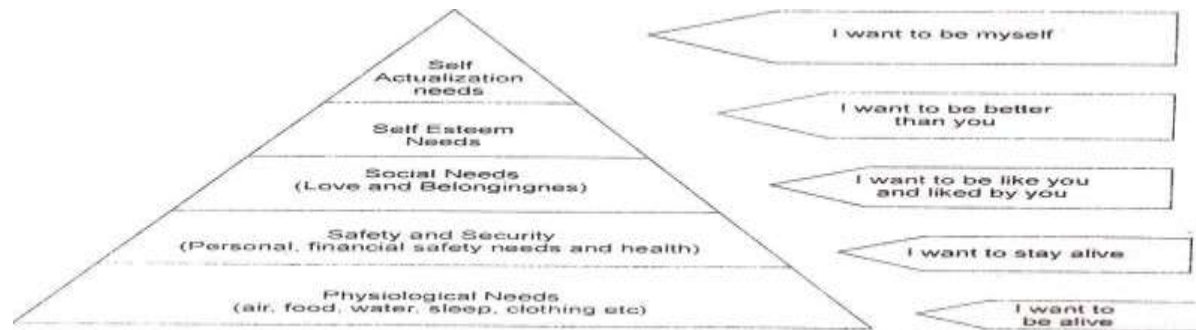 Self
Actualization
needs
I want to be myself
Self Esteem
Needs
I want to be better
than you
Social Needs
(Love and Belongingnes)
I want to be like you
and liked by you
Safety and Security
(Personal, financial safety needs and health)
I want to stay alive
Physiological Needs
(air, food, water, sleep, clothing etc)
I want to
be alive